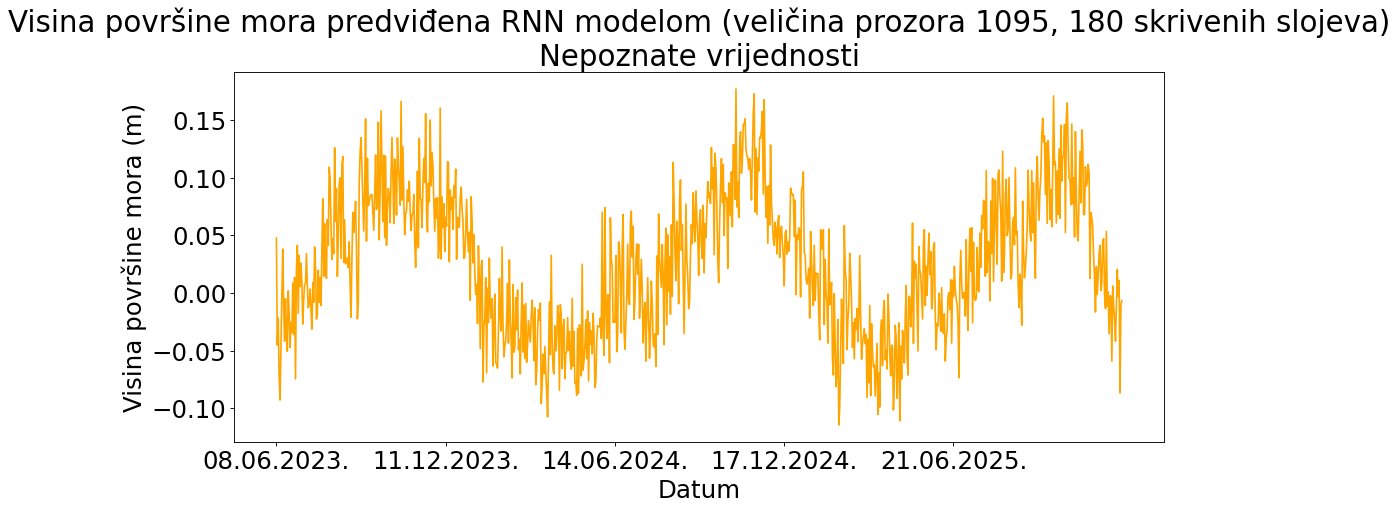 Visina površine mora predviđena RNN modelom (veličina prozora 1095, 180 skrivenih slojeva)
Nepoznate vrijednosti
Visina površine mora (m)
0.15
0.10
0.05
0.00
−0.05
−0.10
08.06.2023. 11.12.2023. 14.06.2024. 17.12.2024. 21.06.2025.
Datum